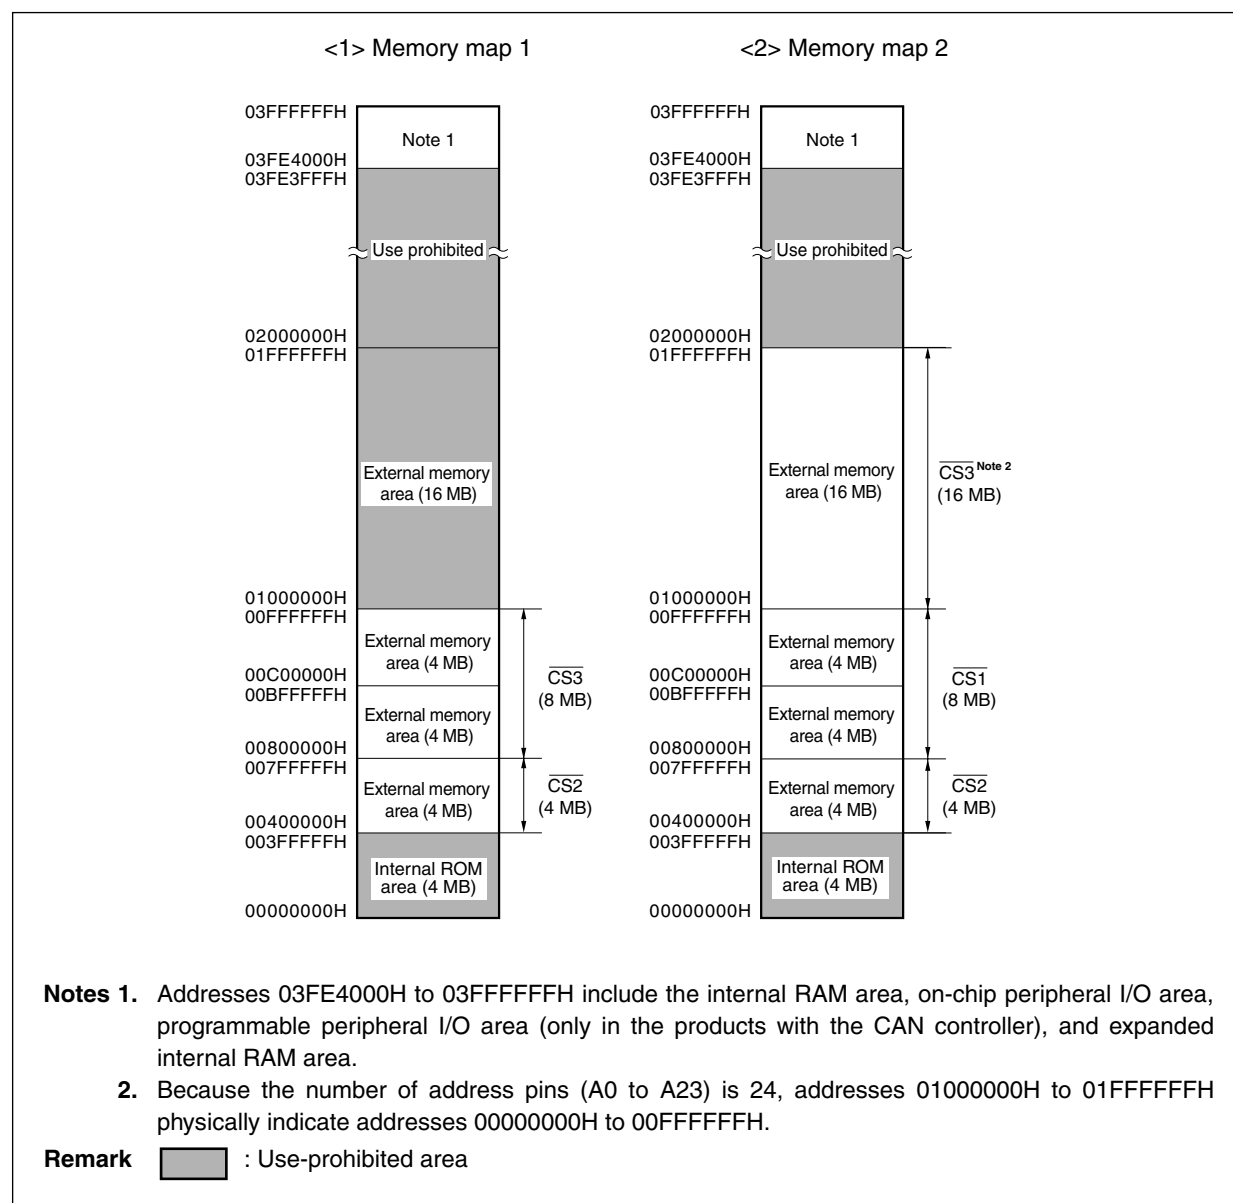 <1> Memory map 1
03FFFFFFH
Note 1
03FE4000H
03FE3FFFH
Use prohibited
02000000H
01FFFFFFH
External memory
area (16 MB)
01000000H
00FFFFFFH
External memory
area (4 MB)
00C00000H
00BFFFFFH
CS3
(8 MB)
External memory
area (4 MB)
00800000H
007FFFFFH
External memory
area (4 MB)
CS2
(4 MB)
00400000H
003FFFFFH
Internal ROM
area (4 MB)
00000000H
<2> Memory map 2
03FFFFFFH
Note 1
03FE4000H
03FE3FFFH
Use prohibited
02000000H
01FFFFFFH
External memory
area (16 MB)
CS3 Note 2
(16 MB)
01000000H
00FFFFFFH
External memory
area (4 MB)
00C00000H
00BFFFFFH
CS1
(8 MB)
External memory
area (4 MB)
00800000H
007FFFFFH
External memory
area (4 MB)
CS2
(4 MB)
00400000H
003FFFFFH
Internal ROM
area (4 MB)
00000000H
Notes 1. Addresses 03FE4000H to 03FFFFFFH include the internal RAM area, on-chip peripheral I/O area,
programmable peripheral I/O area (only in the products with the CAN controller), and expanded
internal RAM area.
2. Because the number of address pins (A0 to A23) is 24, addresses 01000000H to 01FFFFFFH
physically indicate addresses 00000000H to 00FFFFFFH.
Remark : Use-prohibited area